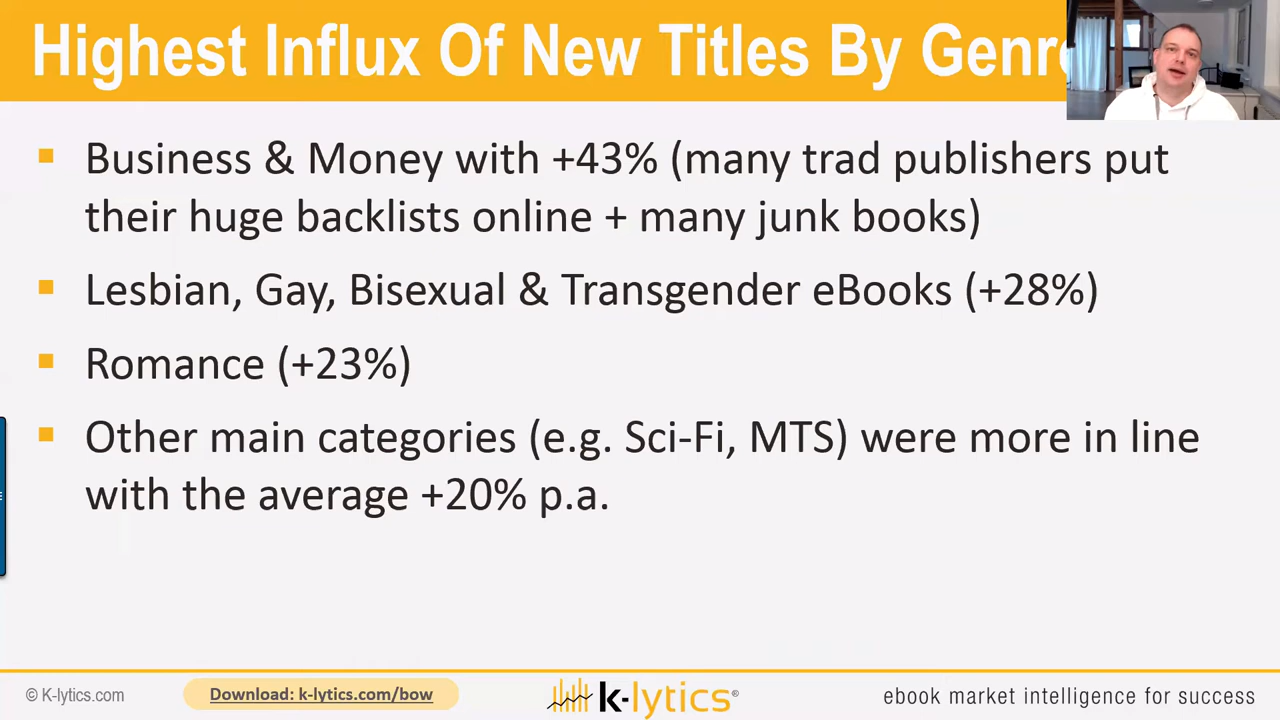 Highest Influx Of New Titles By Genre
▪ Business & Money with +43% (many trad publishers put
their huge backlists online + many junk books)
▪ Lesbian, Gay, Bisexual & Transgender eBooks (+28%)
▪ Romance (+23%)
▪ Other main categories (e.g. Sci-Fi, MTS) were more in line
with the average +20% p.a.
© K-lytics.com
Download: k-lytics.com/bow
k-lytics®
ebook market intelligence for success